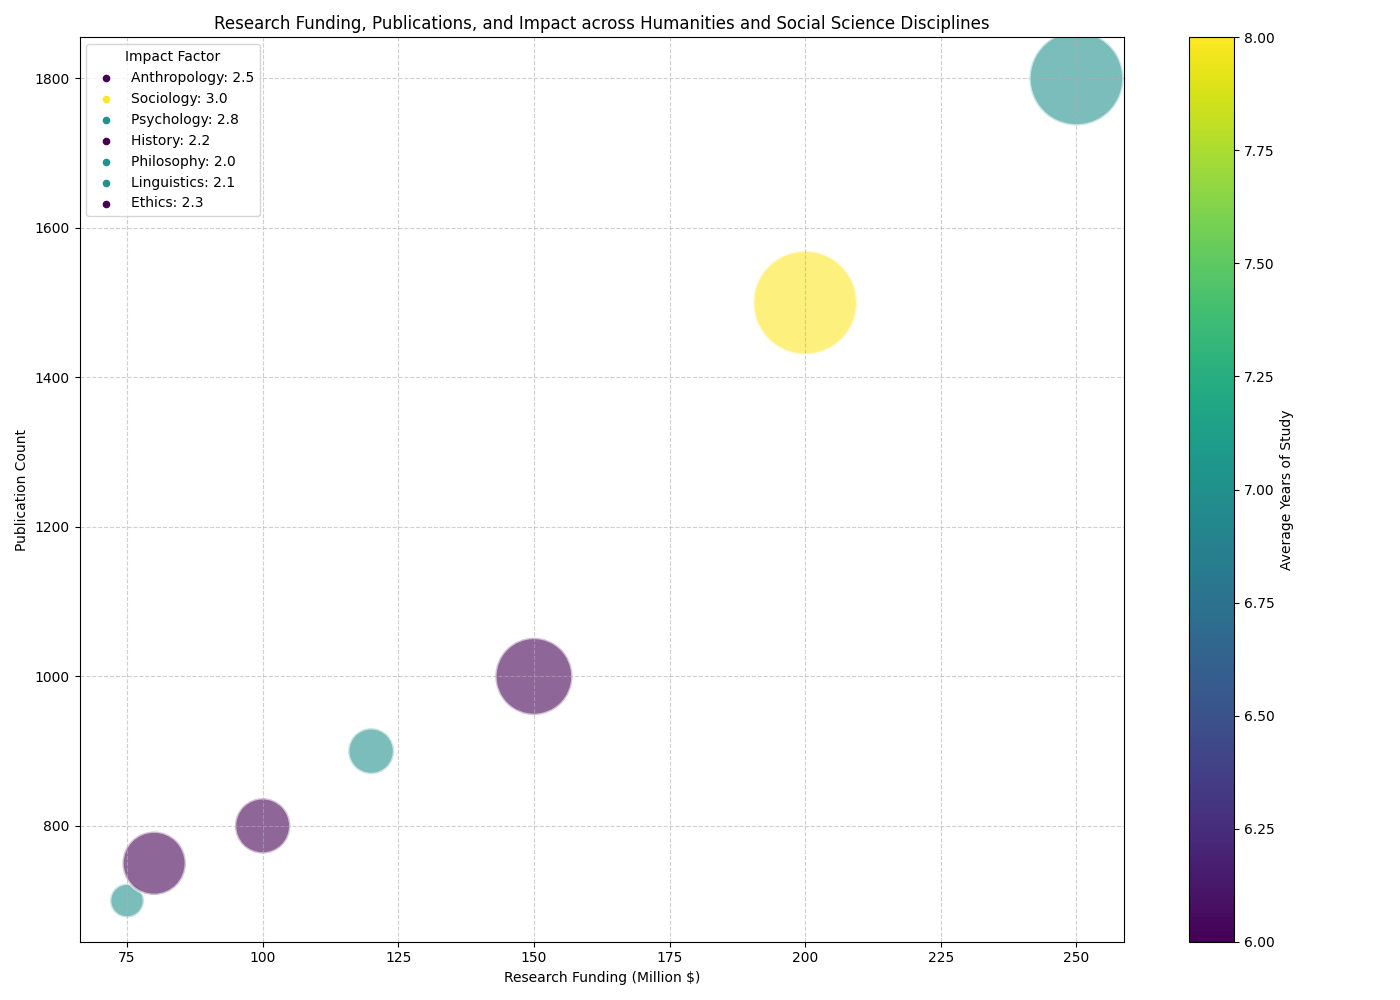 Research Funding, Publications, and Impact across Humanities and Social Science Disciplines
Impact Factor
Anthropology: 2.5
Sociology: 3.0
Psychology: 2.8
History: 2.2
Philosophy: 2.0
Linguistics: 2.1
Ethics: 2.3
Publication Count
1800
1600
1400
1200
1000
800
75
100
125
150
175
200
225
250
Research Funding (Million $)
8.00
7.75
7.50
7.25
7.00
6.75
6.50
6.25
6.00
Average Years of Study